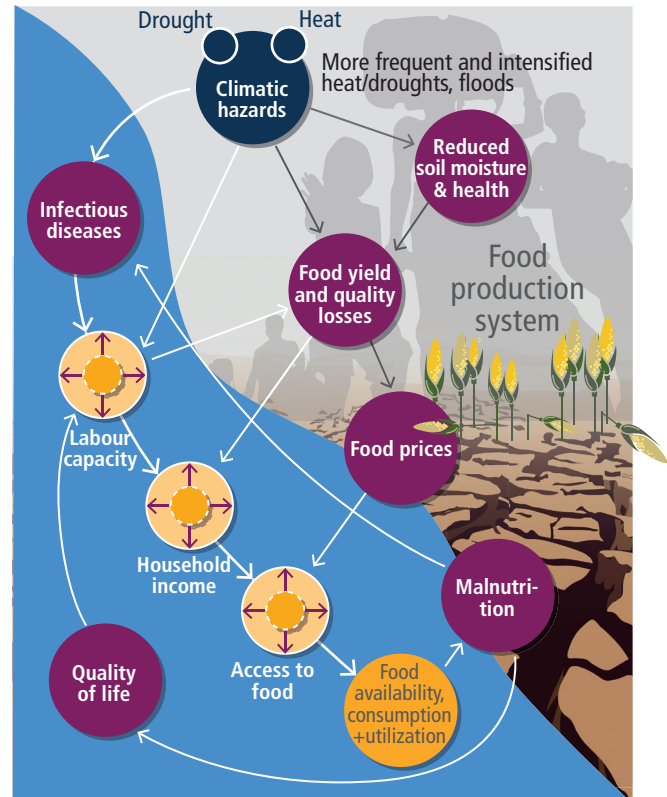 Drought
Heat
Climatic
hazards
More frequent and intensified
heat/droughts, floods
Reduced
soil moisture
& health
Infectious
diseases
Food yield
and quality
losses
Food
production
system
Labour
capacity
Food prices
Household
income
Malnutri-
tion
Access to
food
Quality
of life
Food
availability,
consumption
+utilization